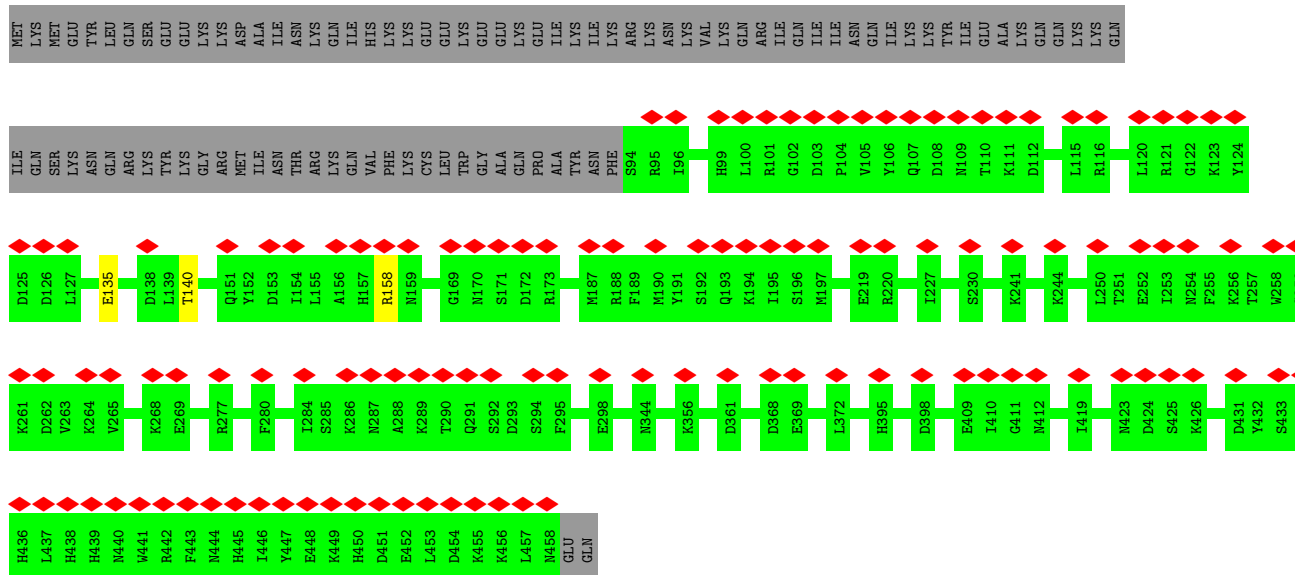 MET LYS MET GLU TYR LEU GLN SER GLU GLU LYS LYS ASP ALA ILE ASN LYS GLN ILE HIS LYS LYS GLU GLU LYS GLU GLU LYS GLU ILE LYS ILE LYS ARG LYS ASN LYS VAL LYS GLN ARG ILE GLN ILE ILE ASN GLN ILE LYS LYS TYR ILE GLU ALA LYS GLN GLN LYS LYS GLN
ILE GLN SER LYS ASN GLN ARG LYS TYR LYS GLY ARG MET ILE ASN THR ARG LYS GLN VAL PHE LYS CYS LEU TRP GLY ALA GLN PRO ALA TYR ASN PHE S94 R95 I96 H99 L100 R101 G102 D103 P104 V105 Y106 Q107 D108 N109 T110 K111 D112 L115 R116 L120 R121 G122 K123 Y124
D125 D126 L127 E135 D138 L139 T140 Q151 Y152 D153 I154 L155 A156 H157 R158 N159 G169 N170 S171 D172 R173 M187 R188 F189 M190 Y191 S192 Q193 K194 I195 S196 M197 E219 R220 I227 S230 K241 K244 L250 T251 E252 I253 N254 F255 K256 T257 W258
K261 D262 V263 K264 V265 K268 E269 R277 F280 I284 S285 K286 N287 A288 K289 T290 Q291 S292 D293 S294 F295 E298 N344 K356 D361 D368 E369 L372 H395 D398 E409 I410 G411 N412 I419 N423 D424 S425 K426 D431 Y432 S433
H436 L437 H438 H439 N440 W441 R442 F443 N444 H445 I446 Y447 E448 K449 H450 D451 E452 L453 D454 K455 K456 L457 N458 GLU GLN